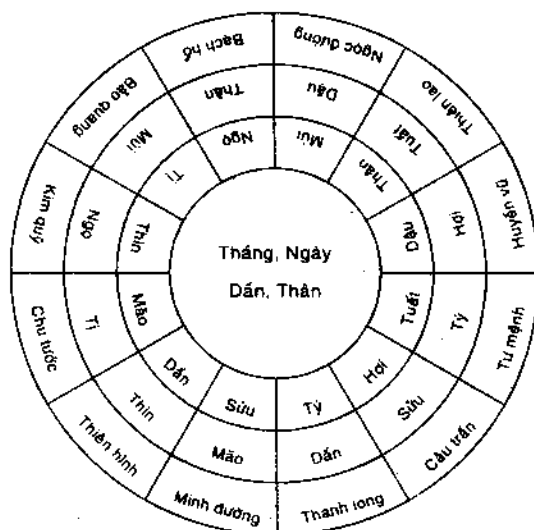 Bạch hổ
Ngọc đường
Thiên lao
Huyền vũ
Tư mệnh
Câu trần
Thanh long
Minh đường
Thiên hình
Chu tước
Kim quỹ
Bảo quang
Thân
Dậu
Tuất
Hợi
Tý
Sửu
Dần
Mão
Thìn
Tị
Ngọ
Mùi
Ngọ
Mùi
Thân
Dậu
Tuất
Hợi
Tý
Sửu
Dần
Mão
Thìn
Tị
Tháng, Ngày
Dần, Thân